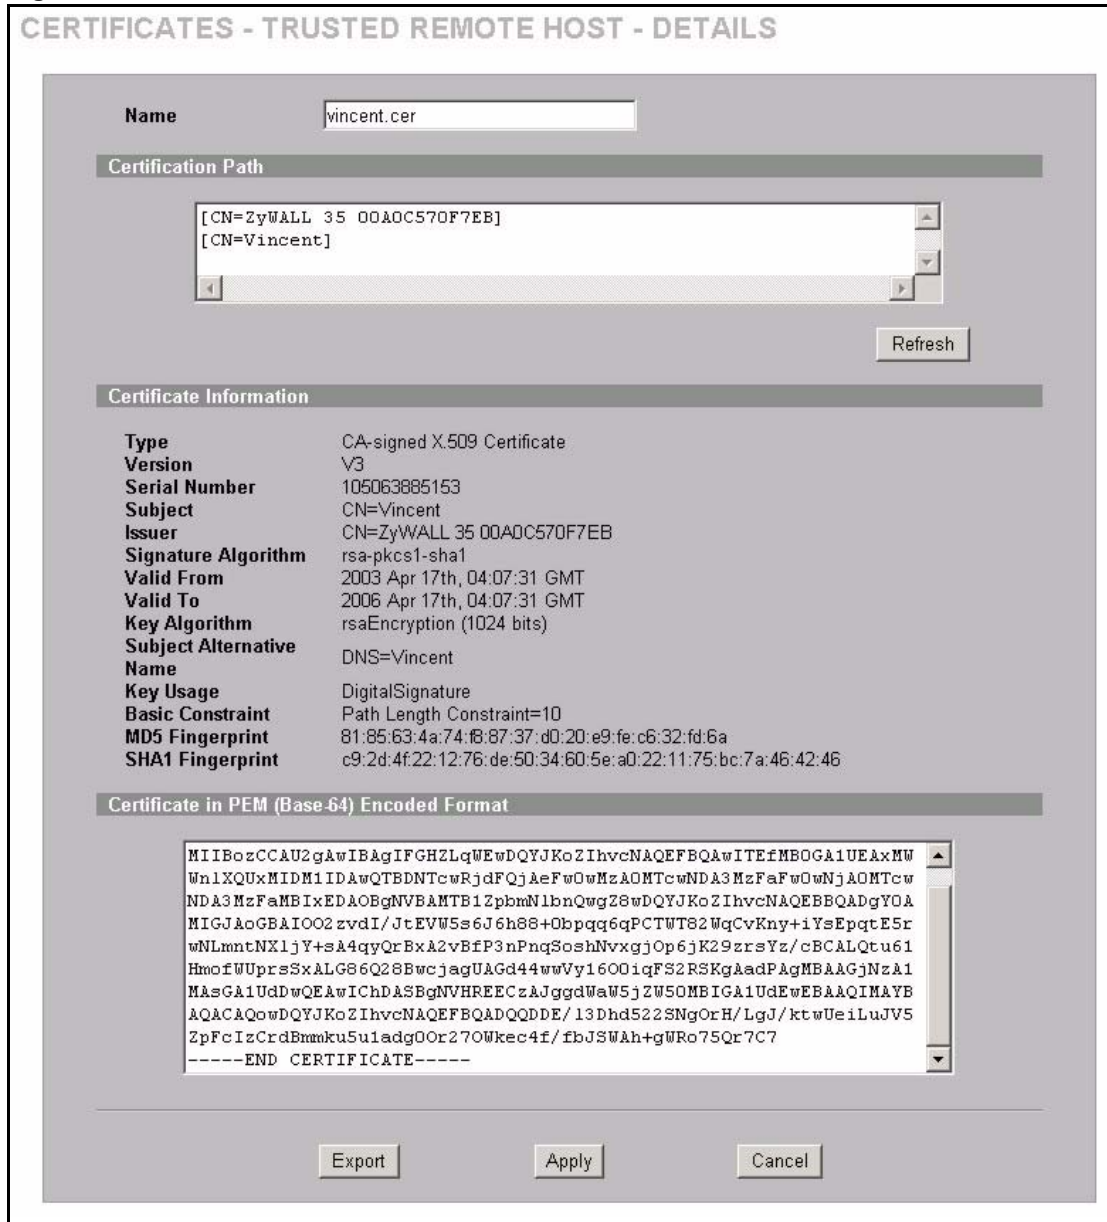 CERTIFICATES - TRUSTED REMOTE HOST - DETAILS
Name vincent.cer
Certification Path
[CN=ZyWALL 35 00A0C570F7EB]
[CN=Vincent]
Refresh
Certificate Information
Type CA-signed X.509 Certificate
Version V3
Serial Number 105063885153
Subject CN=Vincent
Issuer CN=ZyWALL 35 00A0C570F7EB
Signature Algorithm rsa-pkcs1-sha1
Valid From 2003 Apr 17th, 04:07:31 GMT
Valid To 2006 Apr 17th, 04:07:31 GMT
Key Algorithm rsaEncryption (1024 bits)
Subject Alternative
Name DNS=Vincent
Key Usage DigitalSignature
Basic Constraint Path Length Constraint=10
MD5 Fingerprint 81:85:63:4a:74:f8:87:37:d0:20:e9:fe:c6:32:fd:6a
SHA1 Fingerprint c9:2d:4f:22:12:76:de:50:34:60:5e:a0:22:11:75:bc:7a:46:42:46
Certificate in PEM (Base-64) Encoded Format
MIIBozCCAU2gAwIBAgIFGHZLqWEwDQYJKoZIhvcNAQEFBQAwITEfMB0GA1UEAxMW
WnlXQUxMIDM1IDAwQTBDNTcwRjdFQjAeFw0wMzA0MTcwNDA3MzFaFw0wNjA0MTcw
NDA3MzFaMBIxEDAOBgNVBAMTB1ZpbmNlbnQwgZ8wDQYJKoZIhvcNAQEBBQADgY0A
MIGJAoGBAIOO2zvdI/JtEVW5s6J6h88+0bpqq6qPCTWT82WqCvKny+iYsEpqtE5r
wNLmntNXljY+sA4qyQrBxA2vBfP3nPnqSoshNvxgjOp6jK29zrsYz/cBCALQtu61
HmofWUprsSxALG86Q28BwcjagUAGd44wwVy16O0iqFS2RSKgAadPAgMBAAGjNzA1
MAsGA1UdDwQEAwIChDASBgNVHREECzAJggdWaW5jZW50MBIGA1UdEwEBAAQIMAYB
AQACAQowDQYJKoZIhvcNAQEFBQADQQDDE/13Dhd522SNgOrH/LgJ/ktwUeiLuJV5
ZpFcIzCrdBmmku5u1adgOOr27OWkec4f/fbJSWAh+gWRo75Qr7C7
-----END CERTIFICATE-----
Export Apply Cancel